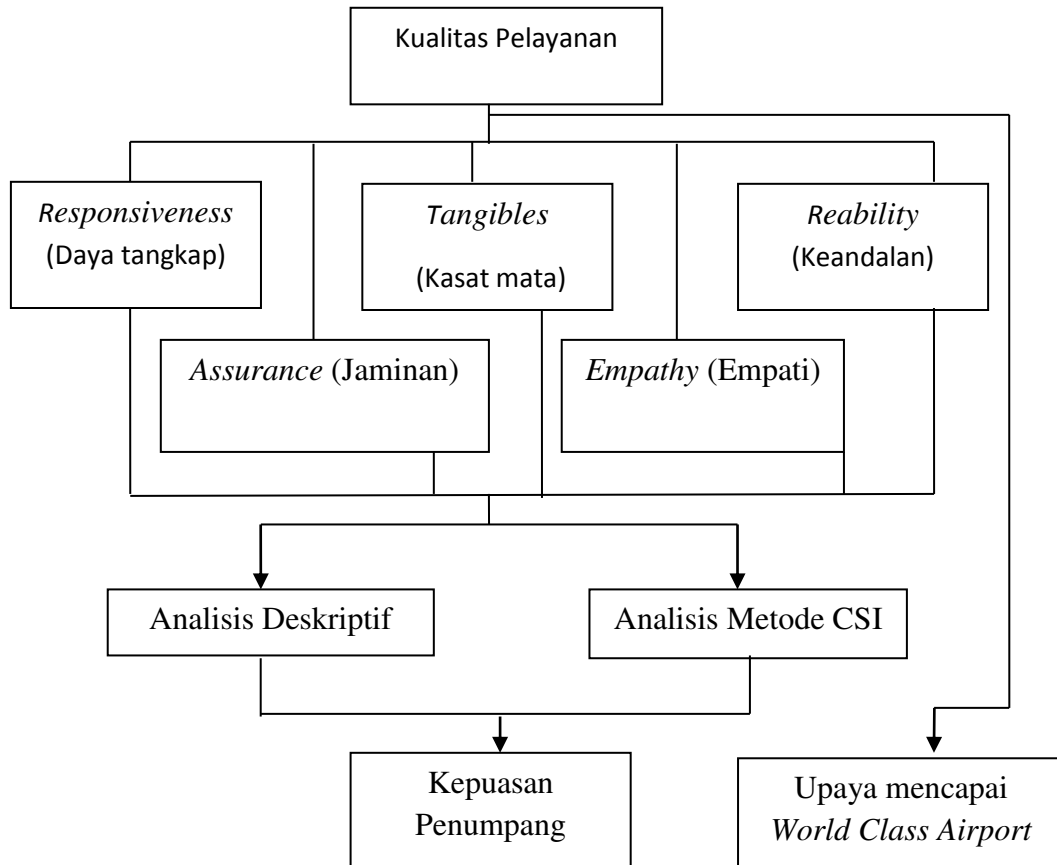 Kualitas Pelayanan
Responsiveness
(Daya tangkap)
Tangibles
(Kasat mata)
Reability
(Keandalan)
Assurance (Jaminan)
Empathy (Empati)
Analisis Deskriptif
Analisis Metode CSI
Kepuasan
Penumpang
Upaya mencapai
World Class Airport